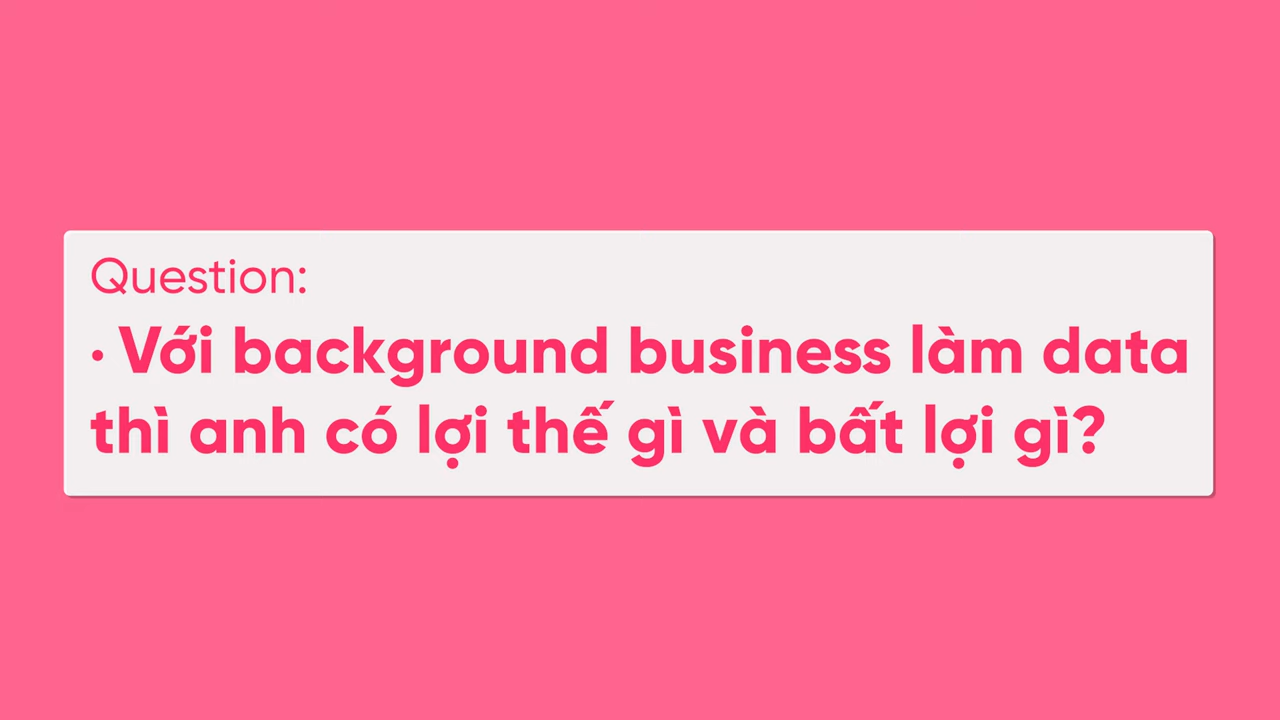 Question:
· Với background business làm data
thì anh có lợi thế gì và bất lợi gì?